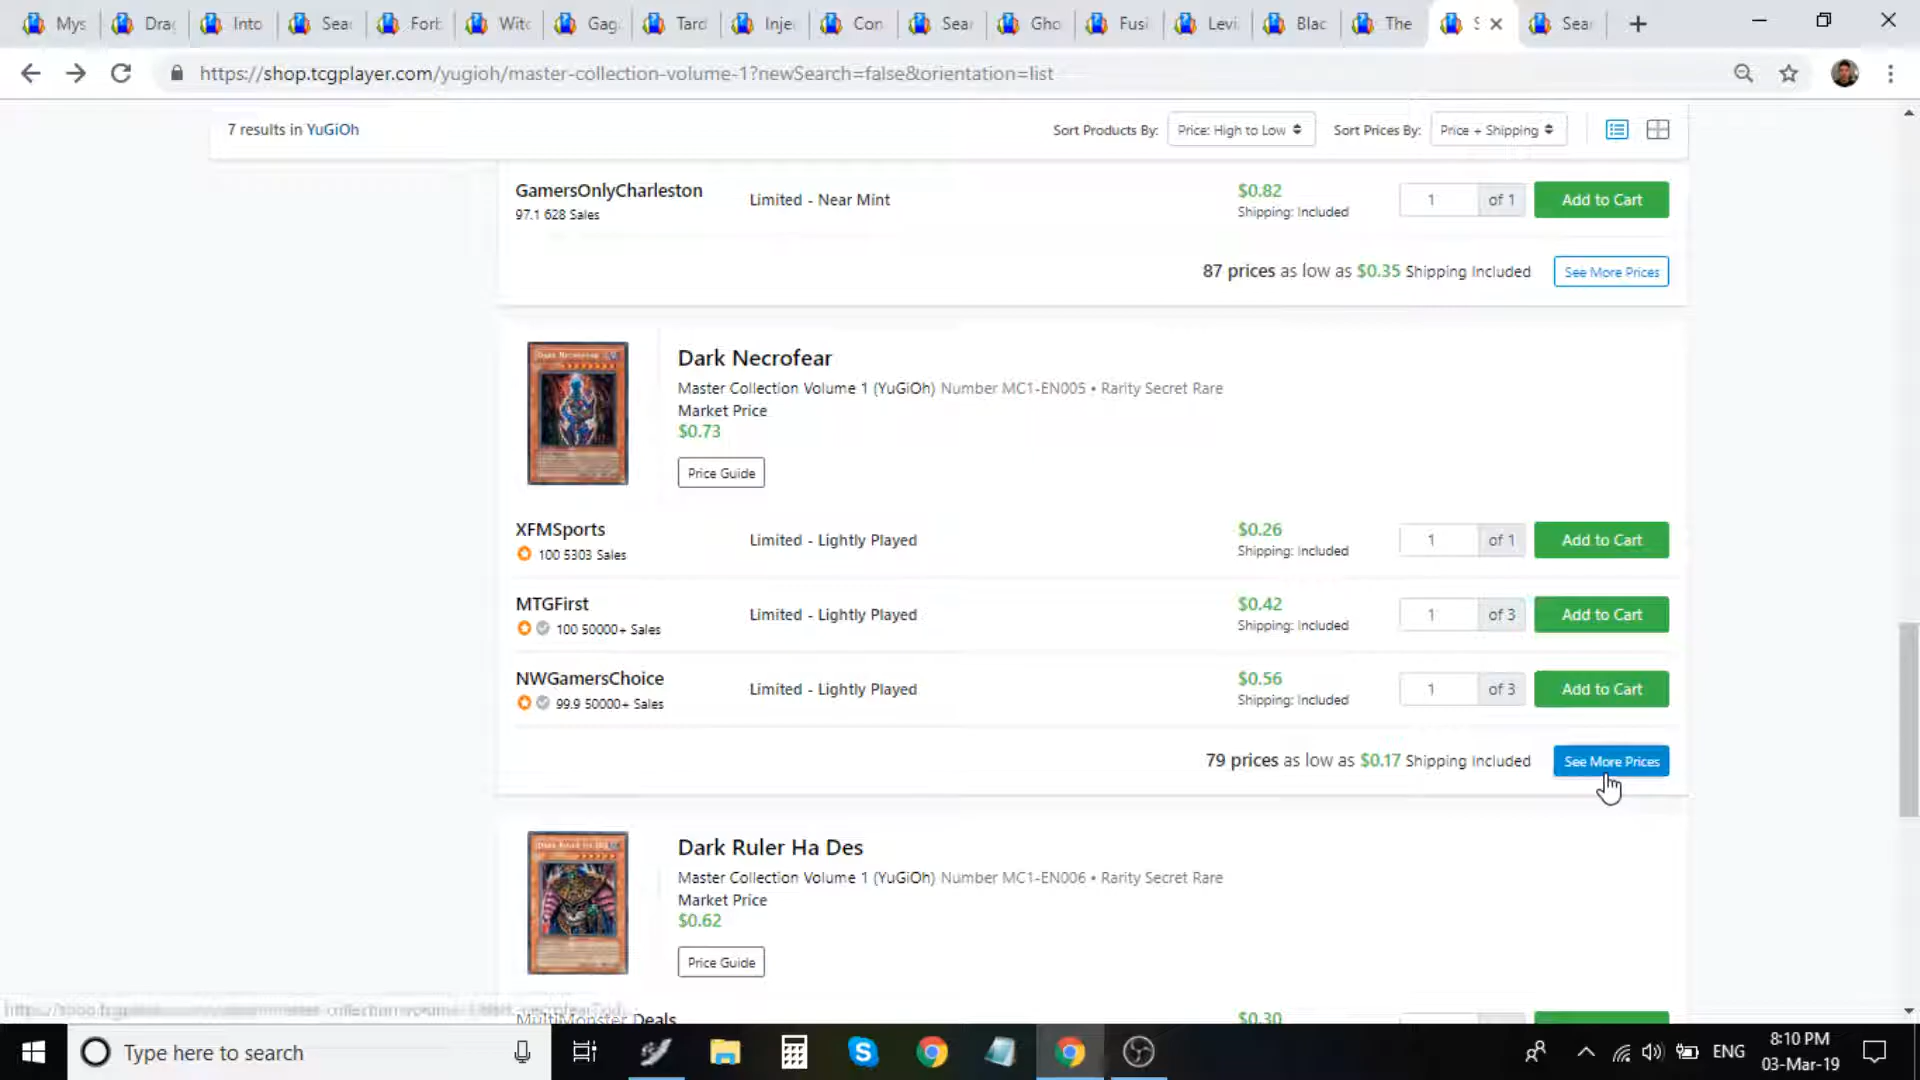 Mys Drag Into Sear Forb Witc Gag Tard Inje Con Sear Gho Fusi Levi Blac The S Sear
https://shop.tcgplayer.com/yugioh/master-collection-volume-1?newSearch=false&orientation=list
7 results in YuGiOh Sort Products By: Price: High to Low Sort Prices By: Price + Shipping
GamersOnlyCharleston Limited - Near Mint $0.82 1 of 1 Add to Cart
97.1 628 Sales Shipping: Included
87 prices as low as $0.35 Shipping Included See More Prices
Dark Necrofear
Master Collection Volume 1 (YuGiOh) Number MC1-EN005 • Rarity Secret Rare
Market Price
$0.73
Price Guide
XFMSports Limited - Lightly Played $0.26 1 of 1 Add to Cart
100 5303 Sales Shipping: Included
MTGFirst Limited - Lightly Played $0.42 1 of 3 Add to Cart
100 50000+ Sales Shipping: Included
NWGamersChoice Limited - Lightly Played $0.56 1 of 3 Add to Cart
99.9 50000+ Sales Shipping: Included
79 prices as low as $0.17 Shipping Included See More Prices
Dark Ruler Ha Des
Master Collection Volume 1 (YuGiOh) Number MC1-EN006 • Rarity Secret Rare
Market Price
$0.62
Price Guide
MultiMonster Deals $0.30
Type here to search ENG 8:10 PM
03-Mar-19